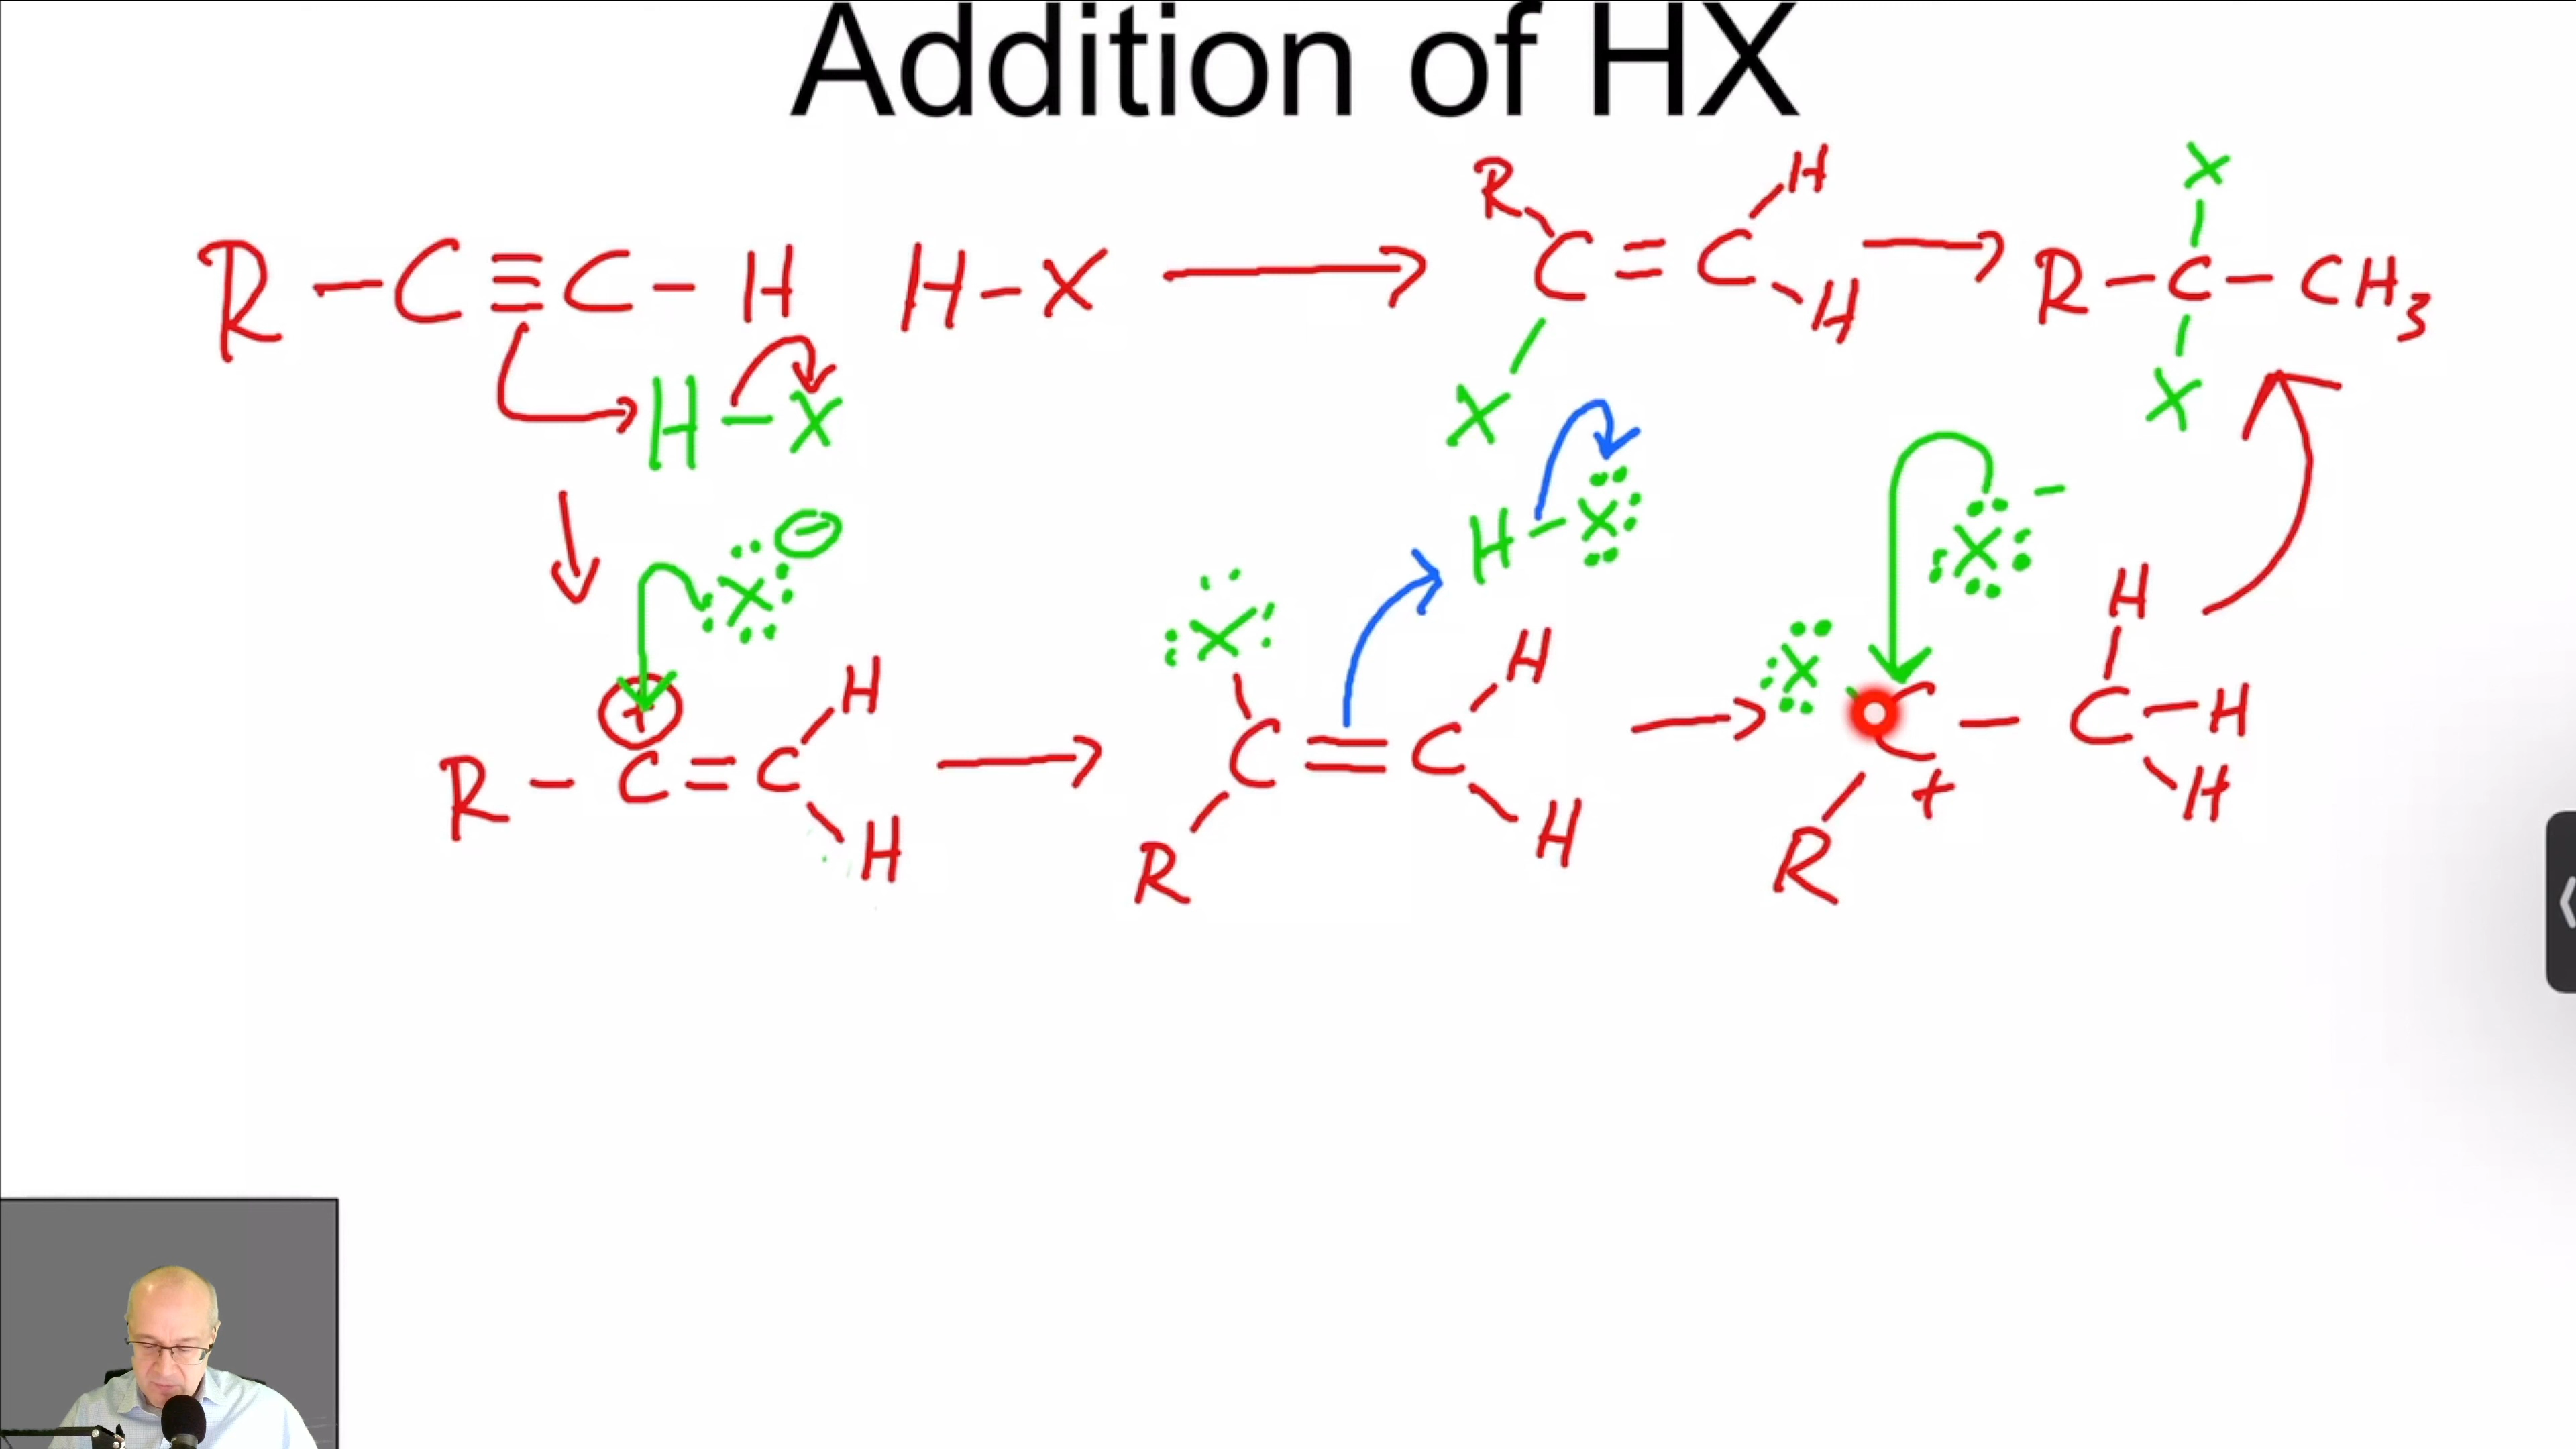 Addition of HX
R-C≡C-H H-X → R C=C H H X → R-C-CH3 X X
H-X
R-C=C H H + :X: ⊖ → :X: C=C R H H H-X: → :X: C + R - C-H H H :X: -